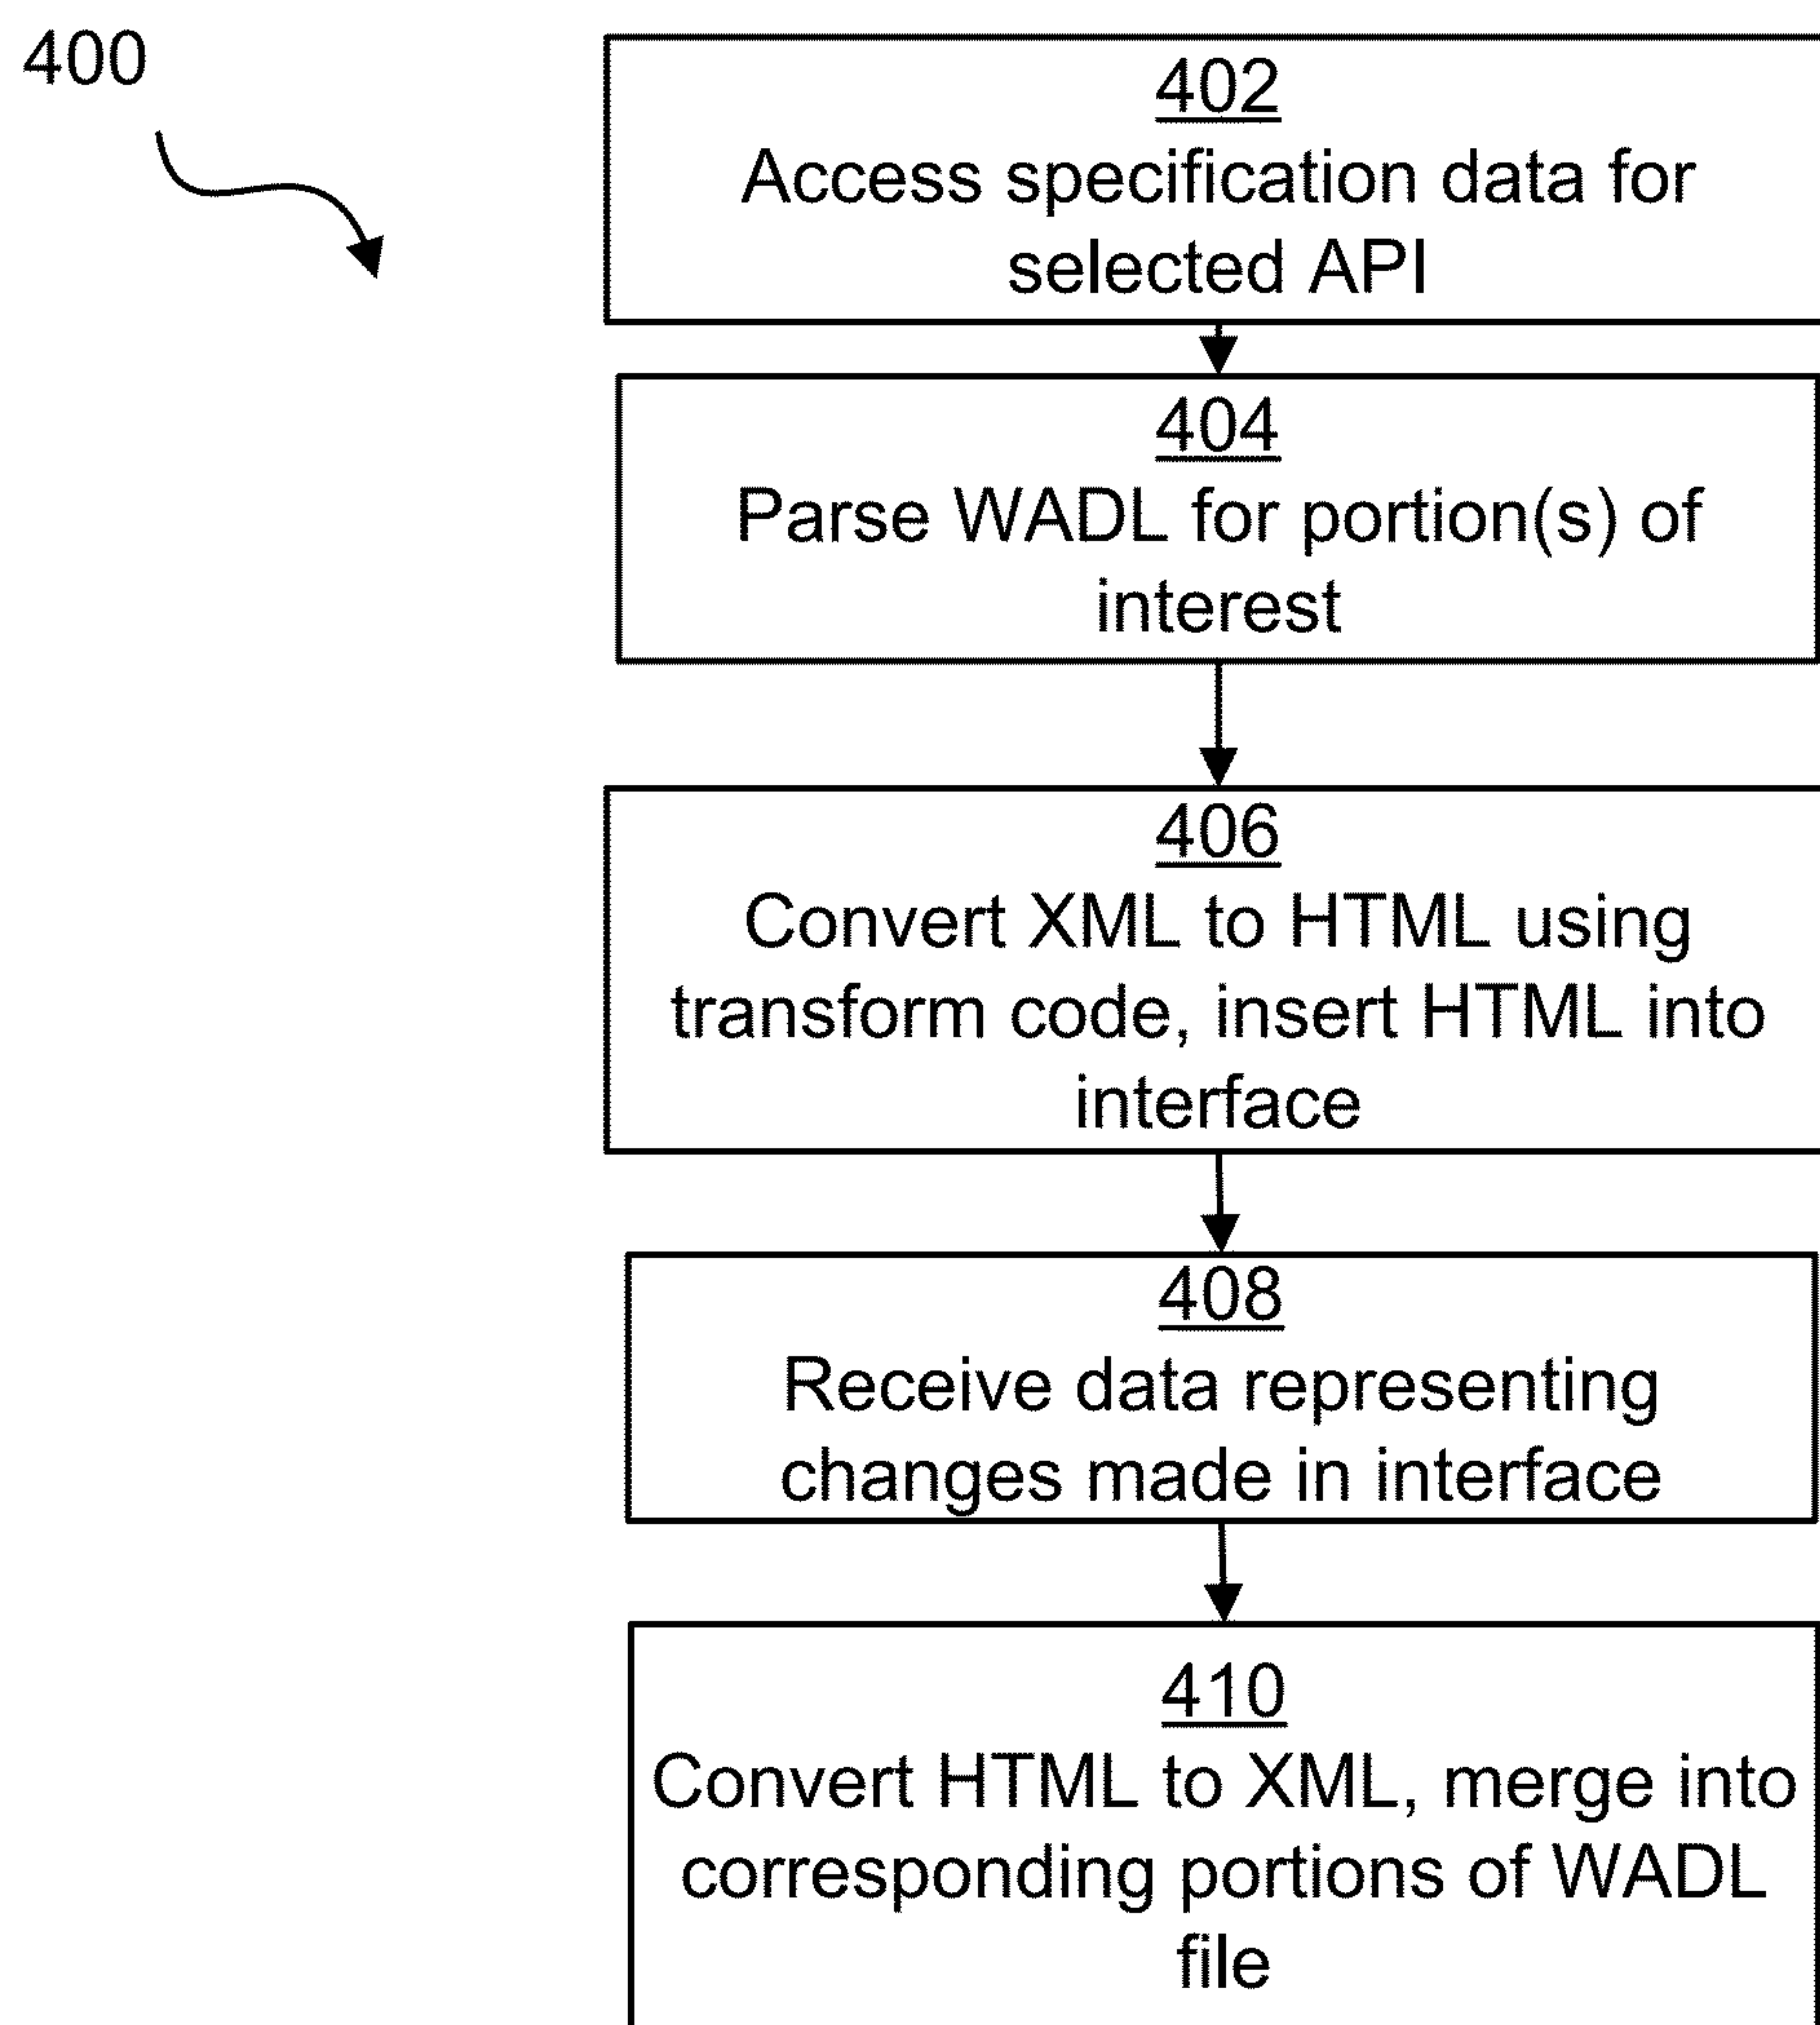 400
402
Access specification data for
selected API
404
Parse WADL for portion(s) of
interest
406
Convert XML to HTML using
transform code, insert HTML into
interface
408
Receive data representing
changes made in interface
410
Convert HTML to XML, merge into
corresponding portions of WADL
file